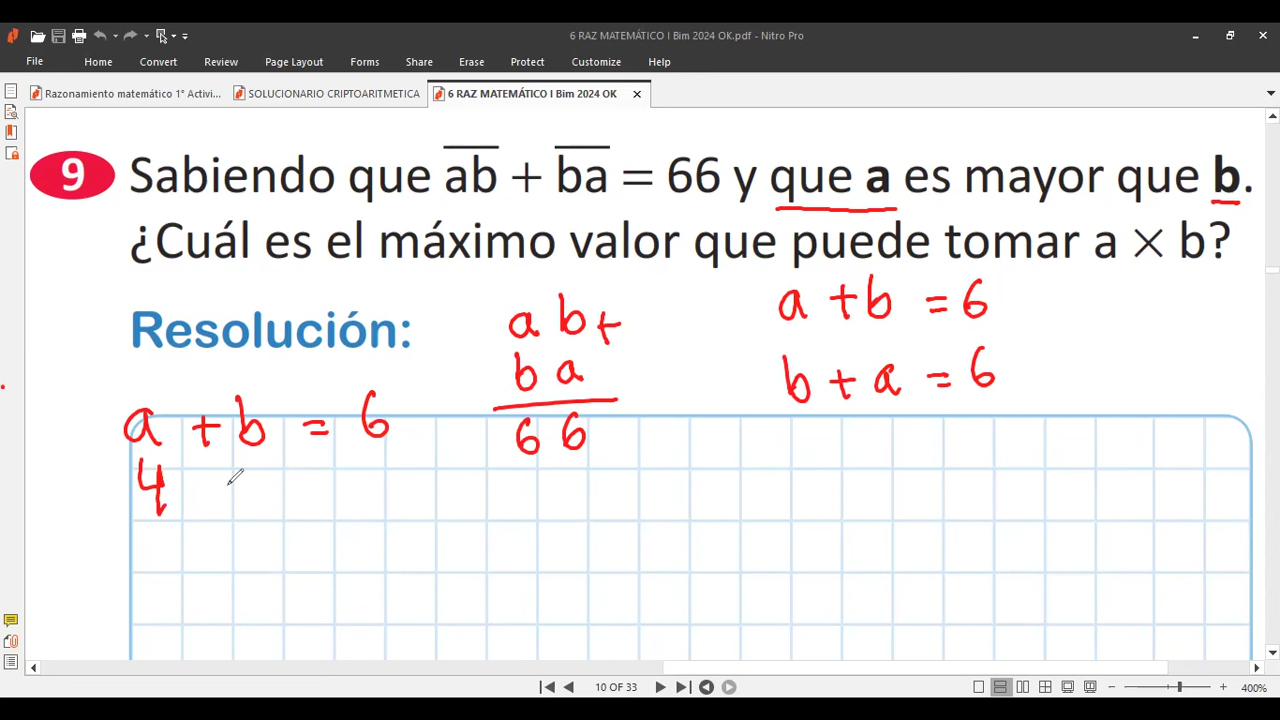 6 RAZ MATEMÁTICO I Bim 2024 OK.pdf - Nitro Pro
File Home Convert Review Page Layout Forms Share Erase Protect Customize Help
Razonamiento matemático 1° Activi... SOLUCIONARIO CRIPTOARITMETICA 6 RAZ MATEMÁTICO I Bim 2024 OK
9 Sabiendo que ab + ba = 66 y que a es mayor que b.
¿Cuál es el máximo valor que puede tomar a × b?
Resolución:
a b +
b a
6 6
a + b = 6
b + a = 6
a + b = 6
4
10 OF 33 400%